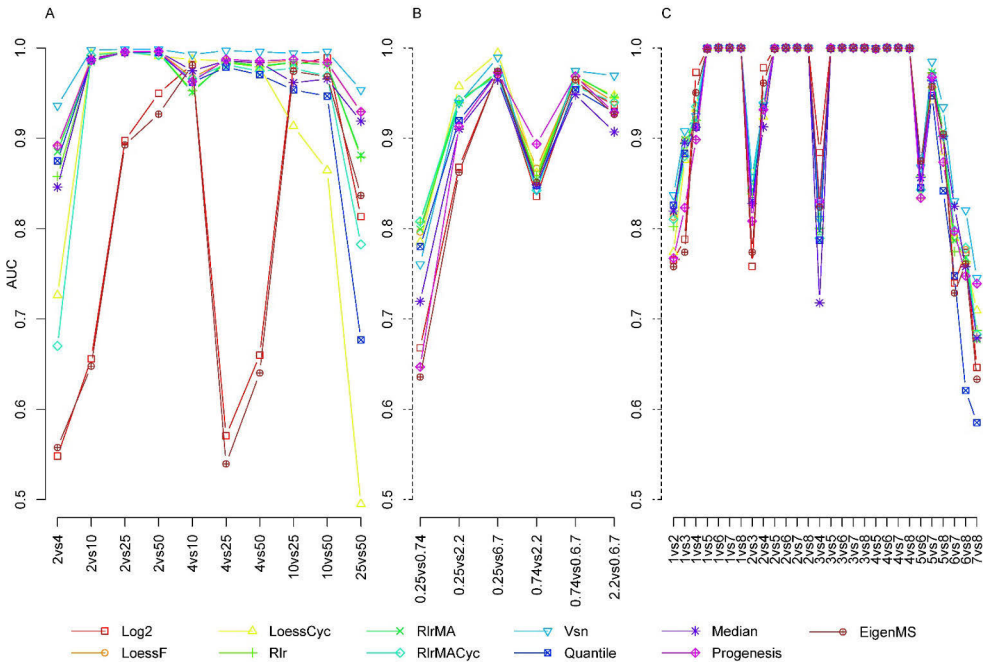 A
B
C
AUC
1.0
0.9
0.8
0.7
0.6
0.5
2vs4
2vs10
2vs25
2vs50
4vs10
4vs25
4vs50
10vs25
10vs50
25vs50
1.0
0.9
0.8
0.7
0.6
0.5
0.25vs0.74
0.25vs2.2
0.25vs6.7
0.74vs2.2
0.74vs0.6.7
2.2vs0.6.7
1.0
0.9
0.8
0.7
0.6
0.5
1vs2
1vs3
1vs4
1vs5
1vs6
1vs7
1vs8
2vs3
2vs4
2vs5
2vs6
2vs7
2vs8
3vs4
3vs5
3vs6
3vs7
3vs8
4vs5
4vs6
4vs7
4vs8
5vs6
5vs7
5vs8
6vs7
6vs8
7vs8
Log2 LoessCyc RlrMA Vsn Median EigenMS
LoessF Rlr RlrMACyc Quantile Progenesis